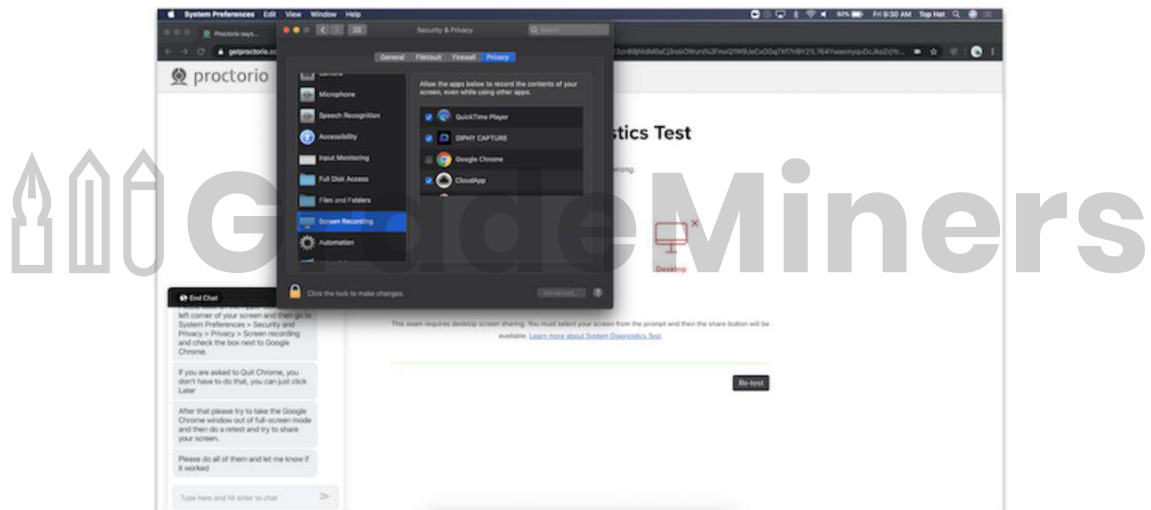 System Preferences Edit View Window Help
92% Fri 9:30 AM Top Hat
Proctorio says...
Security & Privacy
Search
getproctorio.cc
General FileVault Firewall Privacy
proctorio
Camera
Microphone
Speech Recognition
Accessibility
Input Monitoring
Full Disk Access
Files and Folders
Screen Recording
Automation
Allow the apps below to record the contents of your
screen, even while using other apps.
QuickTime Player
GIPHY CAPTURE
Google Chrome
CloudApp
Click the lock to make changes.
Advanced...
?
stics Test
wrong.
GradeMiners
Desktop
This exam requires desktop screen sharing. You must select your screen from the prompt and then the share button will be
available. Learn more about System Diagnostics Test.
Re-test
End Chat
left corner of your screen and then go to
System Preferences > Security and
Privacy > Privacy > Screen recording
and check the box next to Google
Chrome.
If you are asked to Quit Chrome, you
don't have to do that, you can just click
Later
After that please try to take the Google
Chrome window out of full-screen mode
and then do a retest and try to share
your screen.
Please do all of them and let me know if
it worked
Type here and hit enter to chat